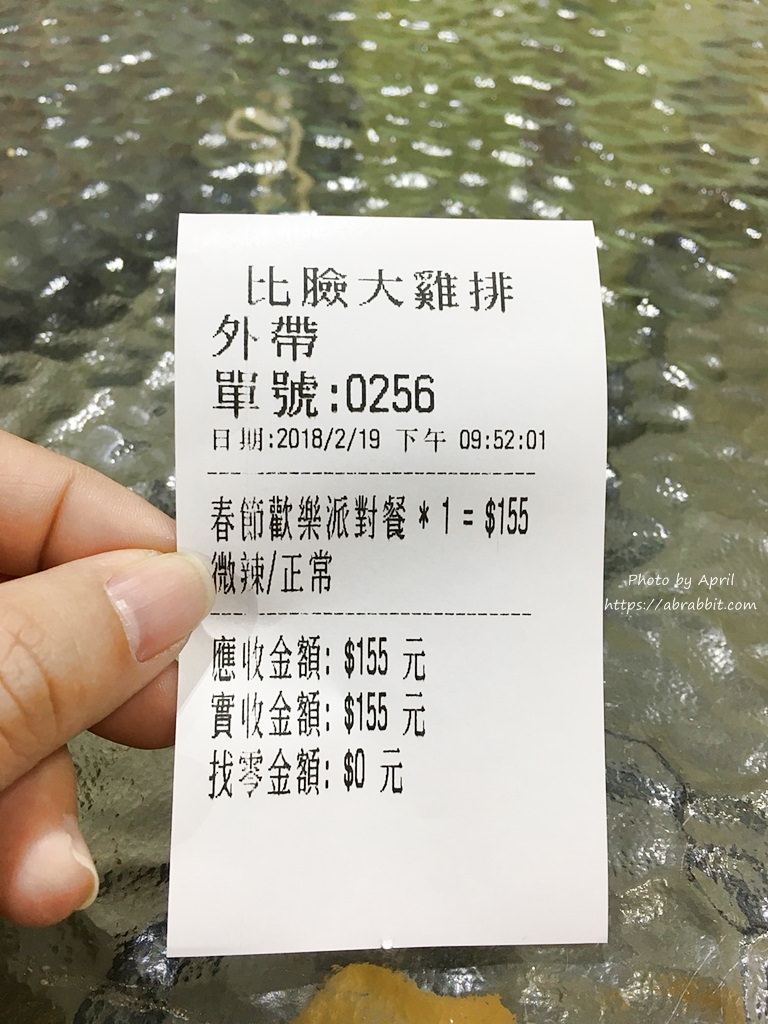 比臉大雞排
外帶
單號:0256
日期:2018/2/19 下午 09:52:01
春節歡樂派對餐 * 1 = $155
微辣/正常
應收金額: $155 元
實收金額: $155 元
找零金額: $0 元
Photo by April
https://abrabbit.com